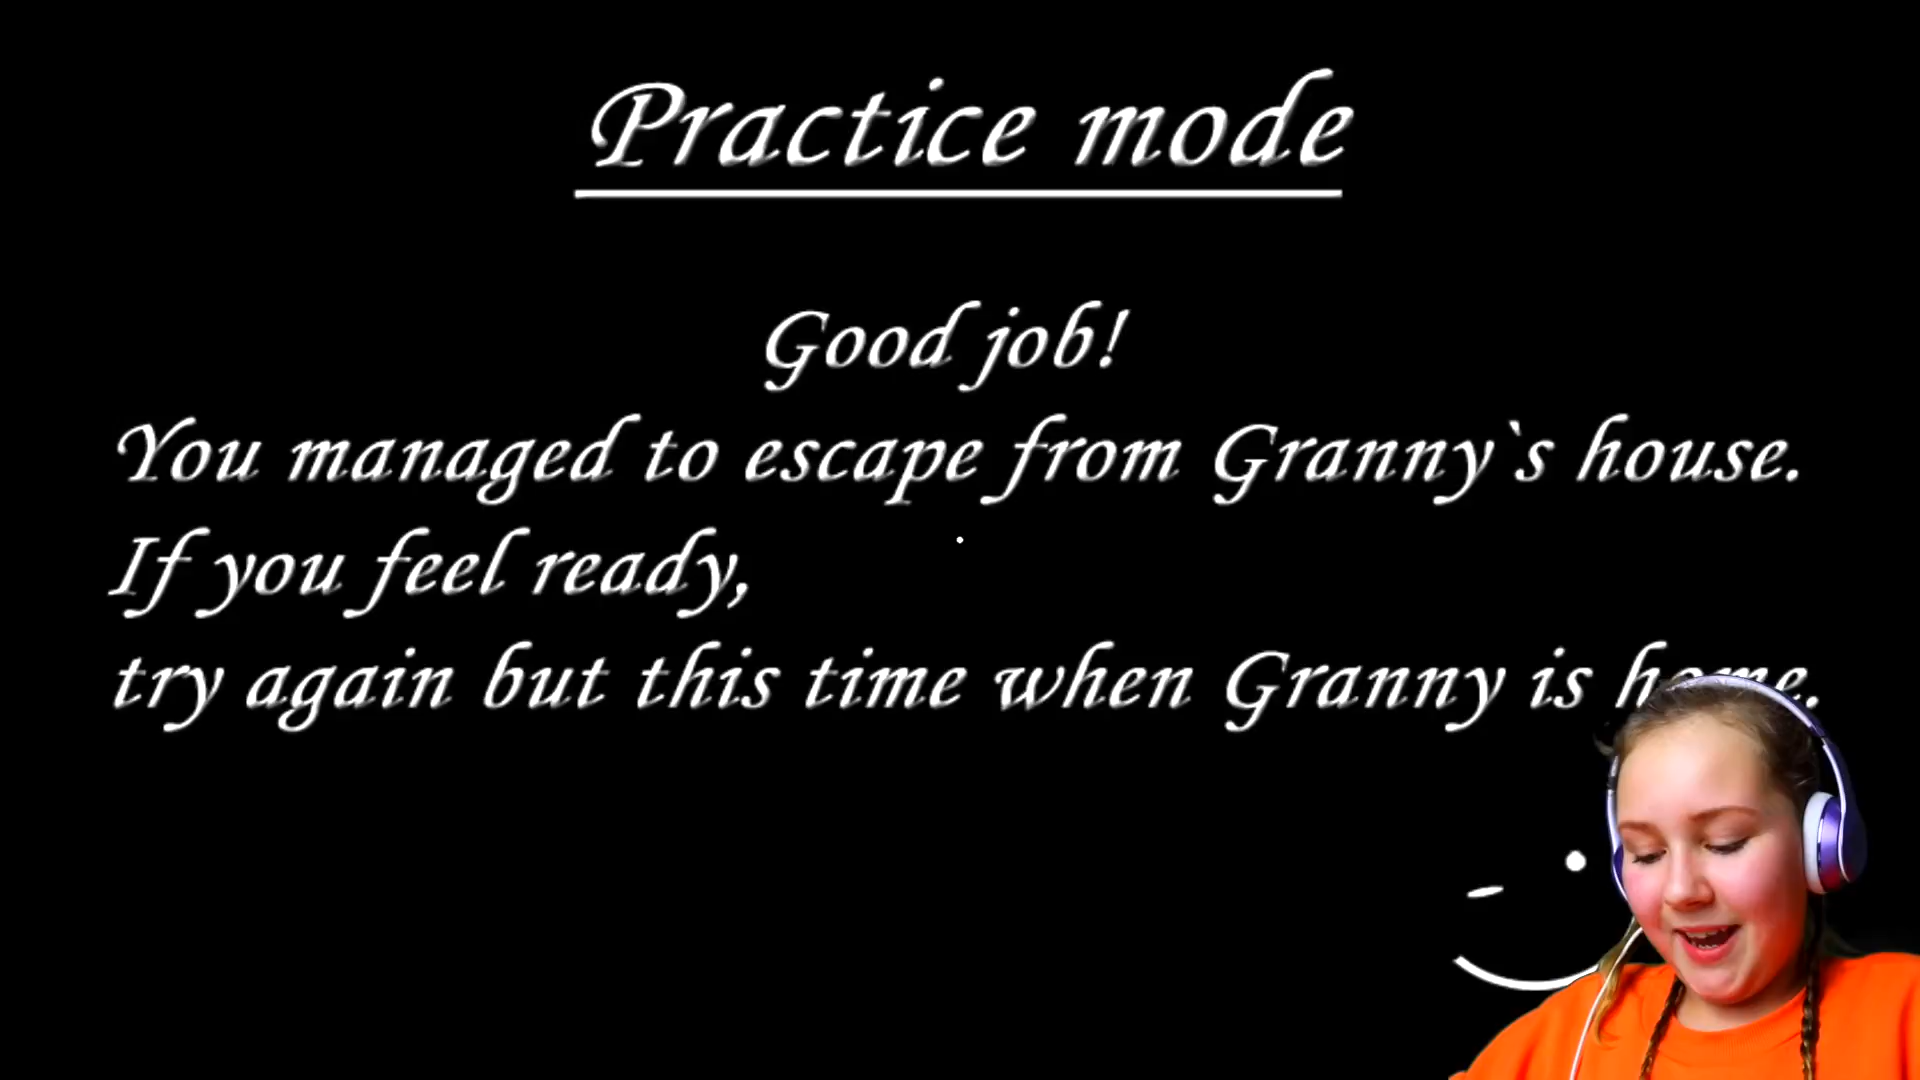 Practice mode
Good job!
You managed to escape from Granny`s house.
If you feel ready,
try again but this time when Granny is home.